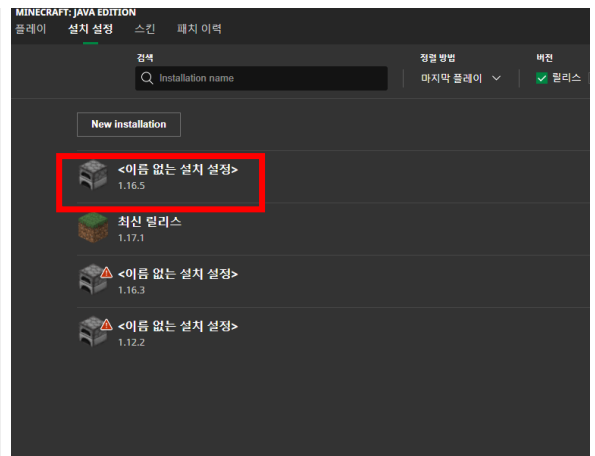 MINECRAFT: JAVA EDITION
플레이 설치 설정 스킨 패치 이력
검색 정렬 방법 버전
Installation name 마지막 플레이 릴리스
New installation
<이름 없는 설치 설정>
1.16.5
최신 릴리스
1.17.1
<이름 없는 설치 설정>
1.16.3
<이름 없는 설치 설정>
1.12.2